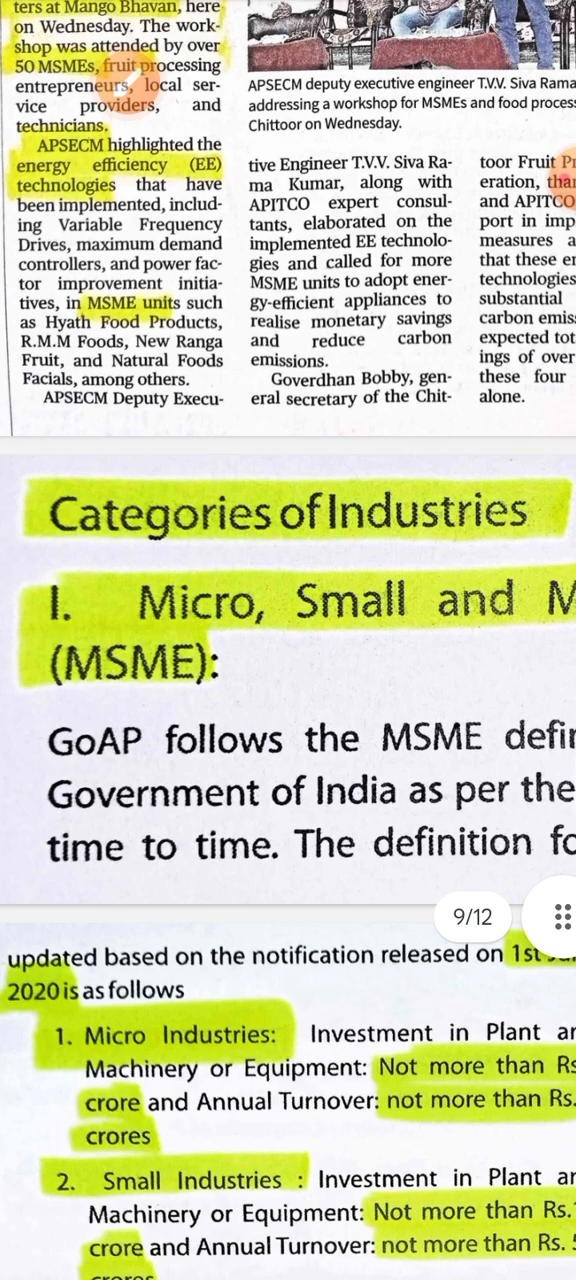 ters at Mango Bhavan, here
on Wednesday. The work-
shop was attended by over
50 MSMEs, fruit processing
entrepreneurs, local ser-
vice providers, and
technicians.
APSECM highlighted the
energy efficiency (EE)
technologies that have
been implemented, includ-
ing Variable Frequency
Drives, maximum demand
controllers, and power fac-
tor improvement initia-
tives, in MSME units such
as Hyath Food Products,
R.M.M Foods, New Ranga
Fruit, and Natural Foods
Facials, among others.
APSECM Deputy Execu-
APSECM deputy executive engineer T.V.V. Siva Rama
addressing a workshop for MSMEs and food process
Chittoor on Wednesday.
tive Engineer T.V.V. Siva Ra-
ma Kumar, along with
APITCO expert consul-
tants, elaborated on the
implemented EE technolo-
gies and called for more
MSME units to adopt ener-
gy-efficient appliances to
realise monetary savings
and reduce carbon
emissions.
Goverdhan Bobby, gen-
eral secretary of the Chit-
toor Fruit Pr
eration, than
and APITCO
port in imp
measures a
that these en
technologies
substantial
carbon emiss
expected tot
ings of over
these four
alone.
Categories of Industries
I. Micro, Small and M
(MSME):
GoAP follows the MSME defin
Government of India as per the
time to time. The definition fo
9/12
updated based on the notification released on 1st
2020 is as follows
1. Micro Industries: Investment in Plant an
Machinery or Equipment: Not more than Rs
crore and Annual Turnover: not more than Rs.
crores
2. Small Industries : Investment in Plant an
Machinery or Equipment: Not more than Rs.
crore and Annual Turnover: not more than Rs. 5
crores